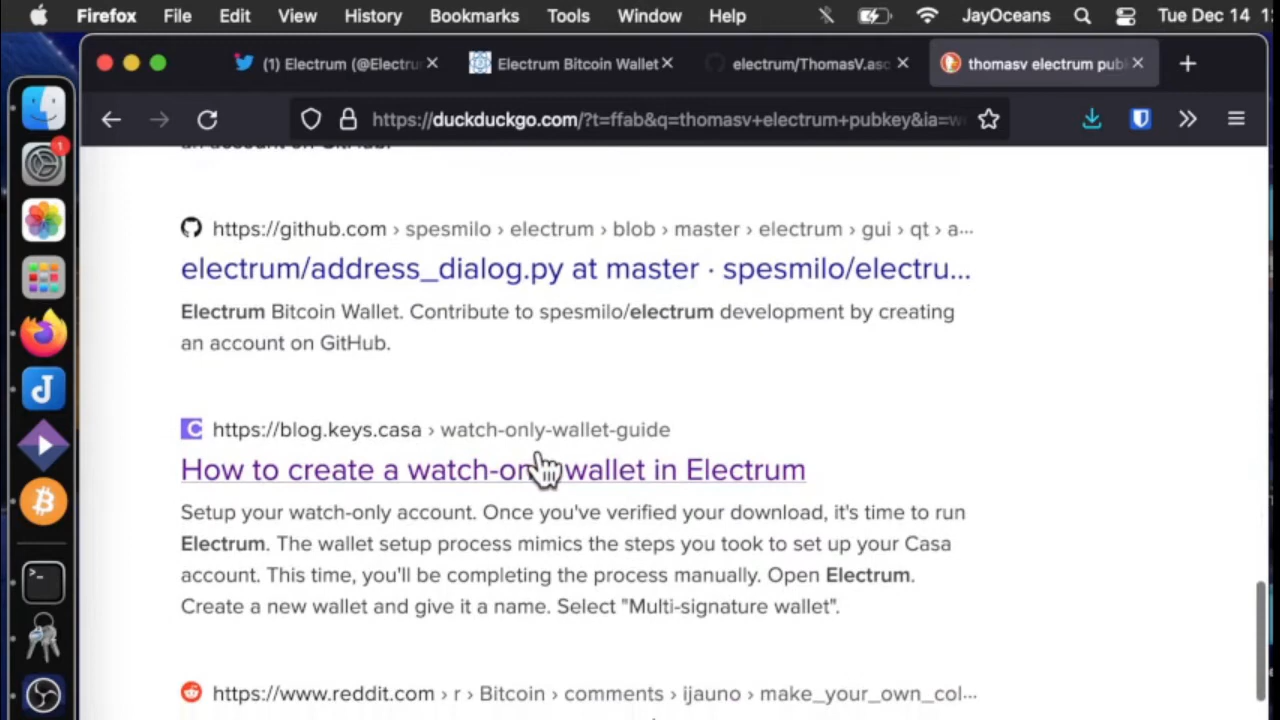 Firefox File Edit View History Bookmarks Tools Window Help JayOceans Tue Dec 14
(1) Electrum (@Electru Electrum Bitcoin Wallet electrum/ThomasV.asc thomasv electrum pub
https://duckduckgo.com/?t=ffab&q=thomasv+electrum+pubkey&ia=w
an account on GitHub.
https://github.com › spesmilo › electrum › blob › master › electrum › gui › qt › a...
electrum/address_dialog.py at master · spesmilo/electru...
Electrum Bitcoin Wallet. Contribute to spesmilo/electrum development by creating
an account on GitHub.
https://blog.keys.casa › watch-only-wallet-guide
How to create a watch-only wallet in Electrum
Setup your watch-only account. Once you've verified your download, it's time to run
Electrum. The wallet setup process mimics the steps you took to set up your Casa
account. This time, you'll be completing the process manually. Open Electrum.
Create a new wallet and give it a name. Select "Multi-signature wallet".
https://www.reddit.com › r › Bitcoin › comments › ijauno › make_your_own_col...